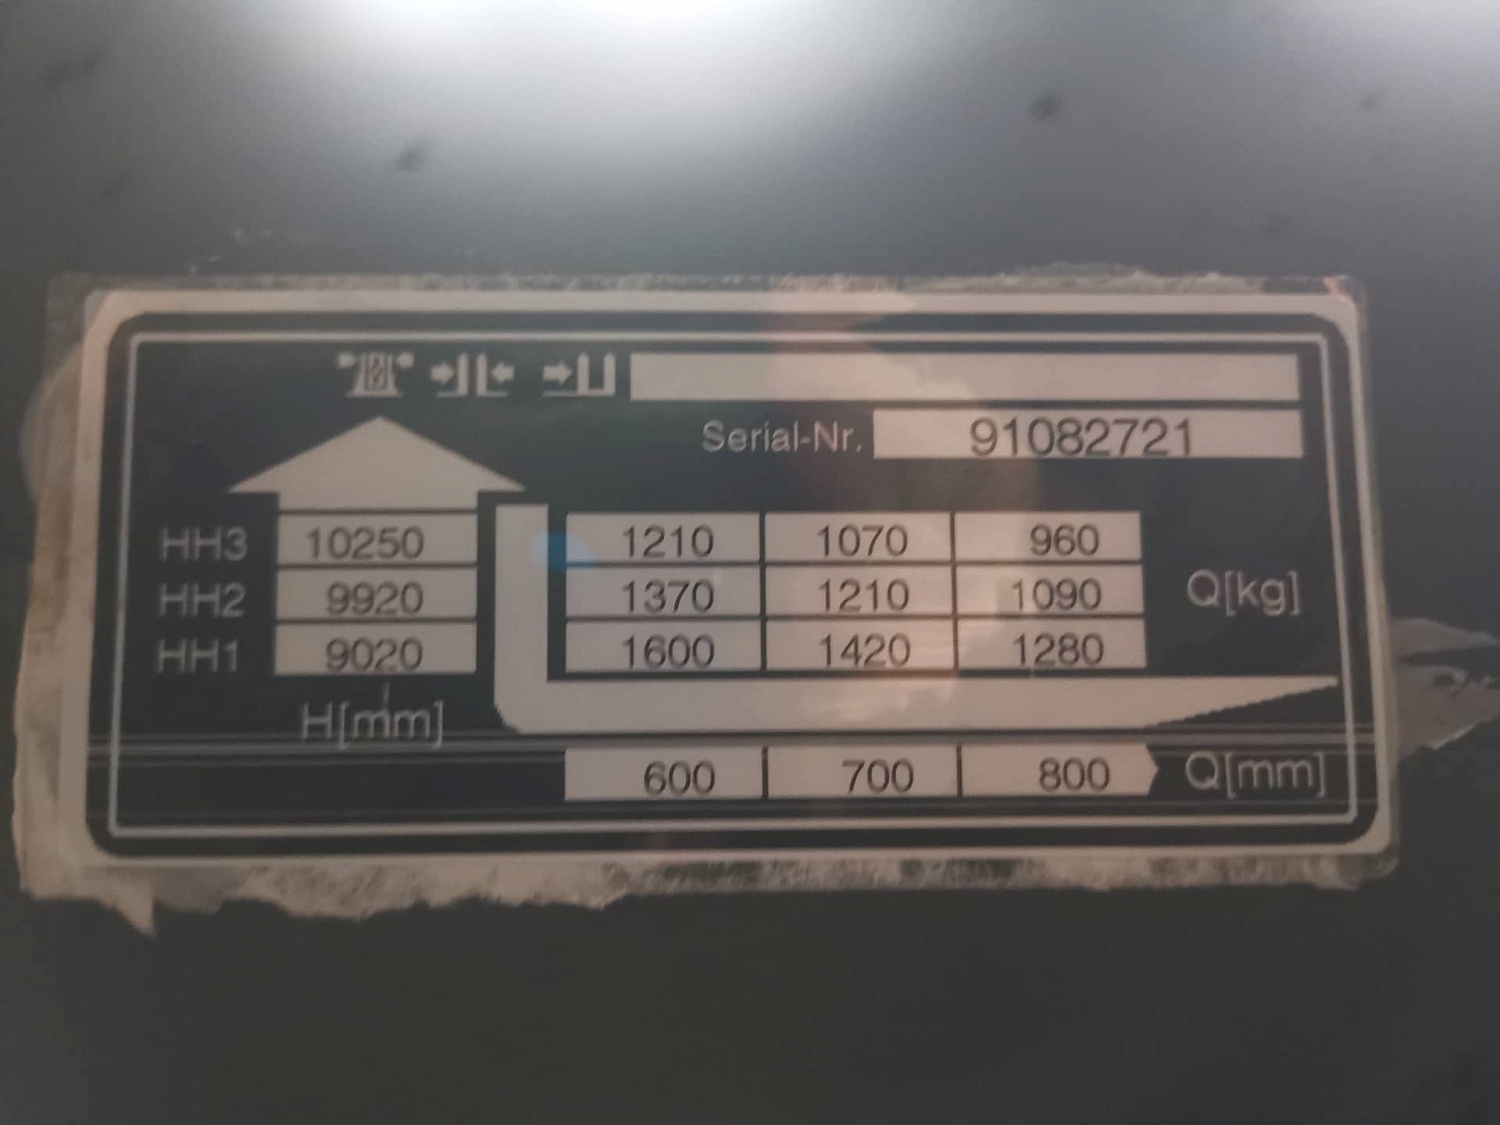 Serial-Nr. 91082721
HH3 10250 1210 1070 960
HH2 9920 1370 1210 1090 Q[kg]
HH1 9020 1600 1420 1280
H[mm]
600 700 800 Q[mm]